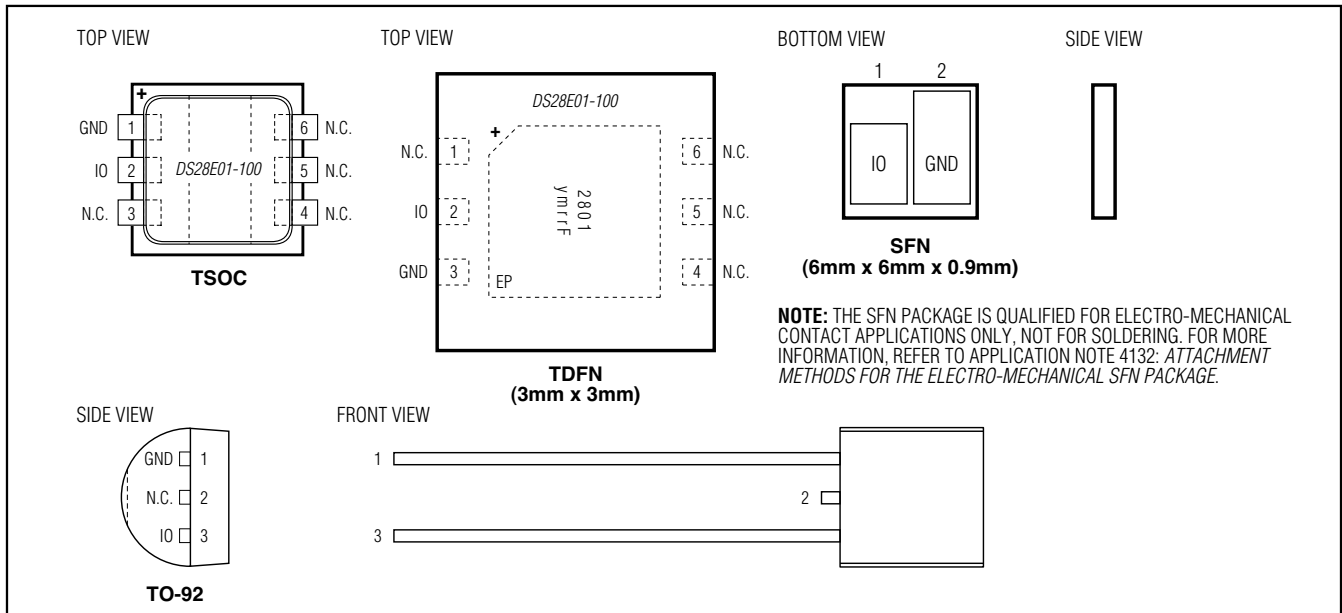 TOP VIEW
+
GND 1
IO 2
N.C. 3
DS28E01-100
6 N.C.
5 N.C.
4 N.C.
TSOC
TOP VIEW
DS28E01-100
+
N.C. 1
IO 2
GND 3
2801
ymrrF
EP
6 N.C.
5 N.C.
4 N.C.
TDFN
(3mm x 3mm)
BOTTOM VIEW
1 2
IO GND
SFN
(6mm x 6mm x 0.9mm)
SIDE VIEW
NOTE: THE SFN PACKAGE IS QUALIFIED FOR ELECTRO-MECHANICAL
CONTACT APPLICATIONS ONLY, NOT FOR SOLDERING. FOR MORE
INFORMATION, REFER TO APPLICATION NOTE 4132: ATTACHMENT
METHODS FOR THE ELECTRO-MECHANICAL SFN PACKAGE.
SIDE VIEW
GND 1
N.C. 2
IO 3
TO-92
FRONT VIEW
1
2
3